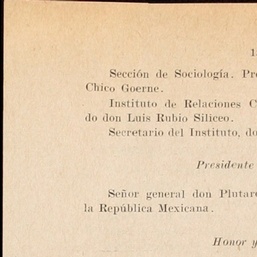 1.
Sección de Sociología. Pr
Chico Goerne.
Instituto de Relaciones C
do don Luis Rubio Siliceo.
Secretario del Instituto, do
Presidente
Señor general don Plutar
la República Mexicana.
Honor y